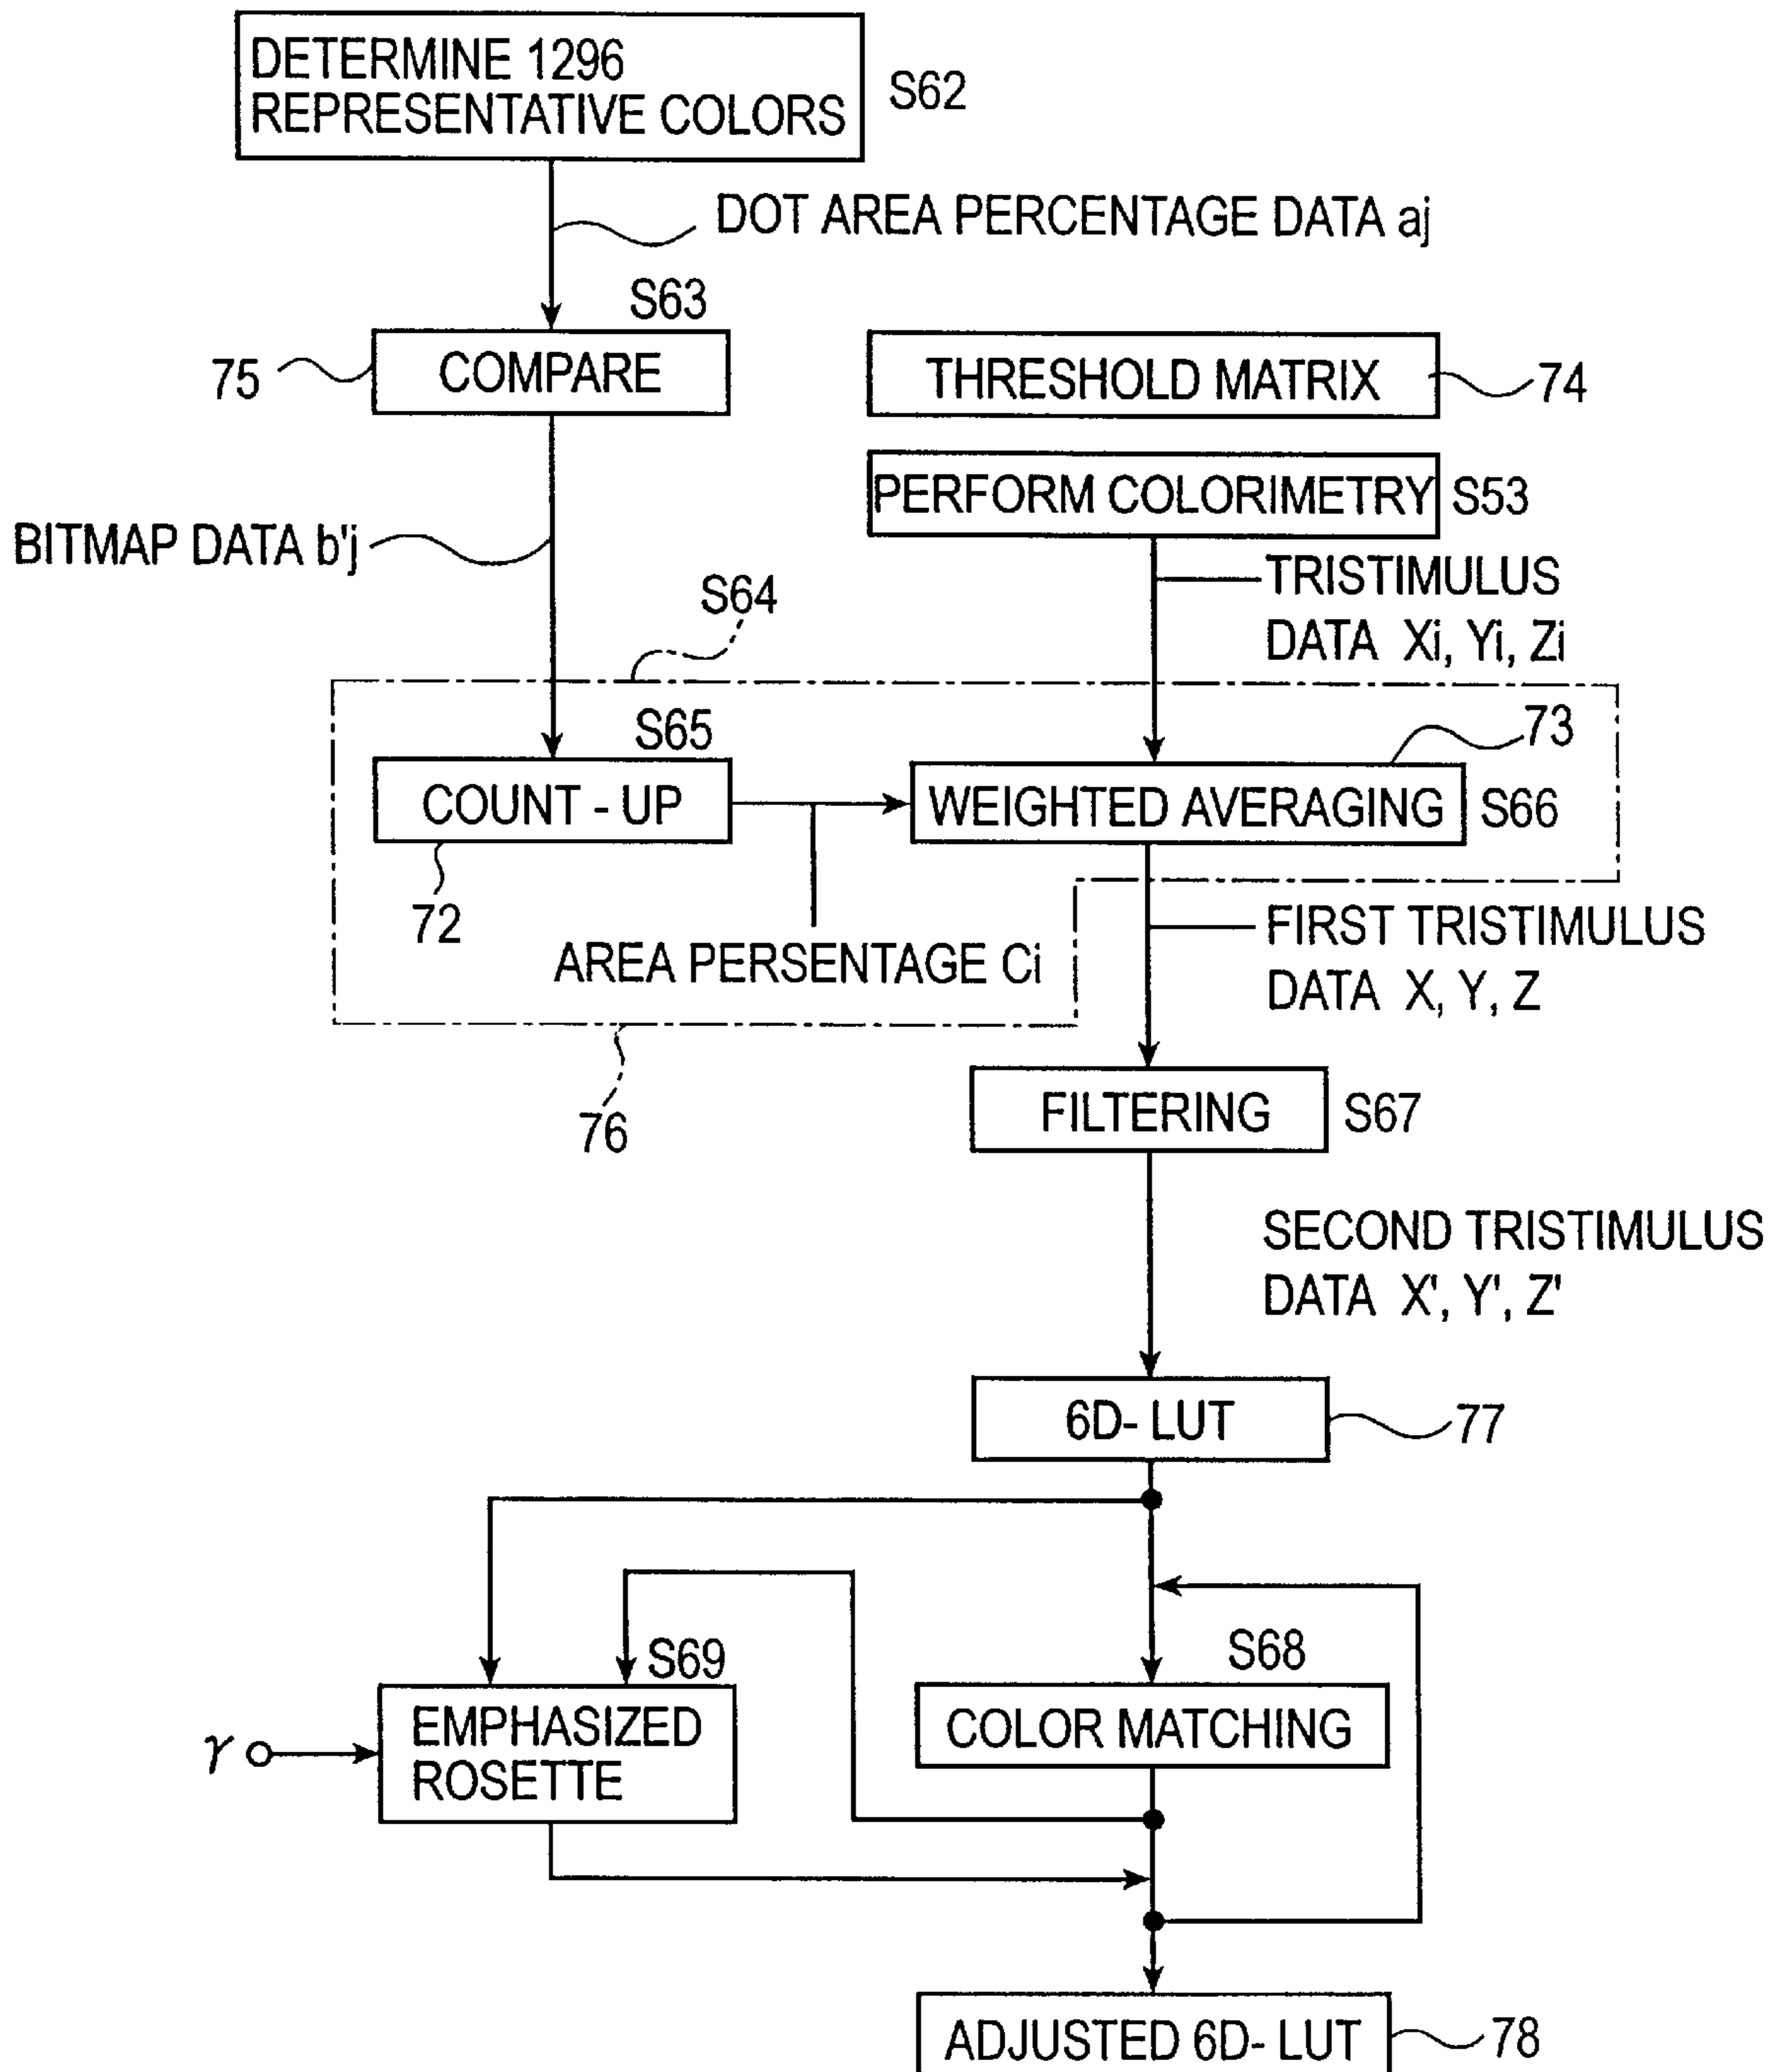 DETERMINE 1296
REPRESENTATIVE COLORS
S62
DOT AREA PERCENTAGE DATA aj
S63
75
COMPARE
THRESHOLD MATRIX
74
PERFORM COLORIMETRY
S53
BITMAP DATA b'j
TRISTIMULUS
DATA Xi, Yi, Zi
S64
S65
73
COUNT - UP
WEIGHTED AVERAGING
S66
72
AREA PERSENTAGE Ci
FIRST TRISTIMULUS
DATA X, Y, Z
76
FILTERING
S67
SECOND TRISTIMULUS
DATA X', Y', Z'
6D- LUT
77
S69
S68
γ
EMPHASIZED
ROSETTE
COLOR MATCHING
ADJUSTED 6D- LUT
78